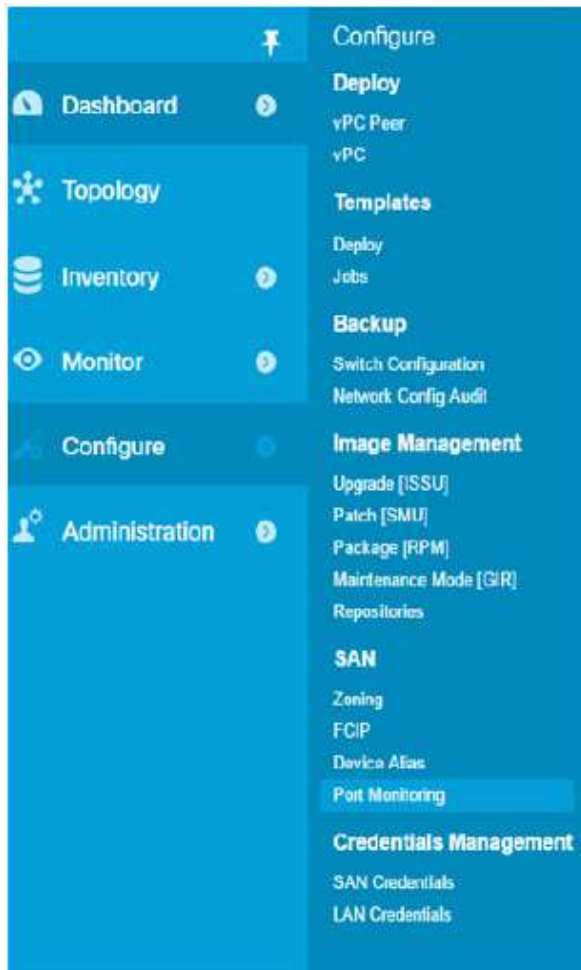 Dashboard
Topology
Inventory
Monitor
Configure
Administration
Configure
Deploy
vPC Peer
vPC
Templates
Deploy
Jobs
Backup
Switch Configuration
Network Config Audit
Image Management
Upgrade [ISSU]
Patch [SMU]
Package [RPM]
Maintenance Mode [GIR]
Repositories
SAN
Zoning
FCIP
Device Alias
Port Monitoring
Credentials Management
SAN Credentials
LAN Credentials